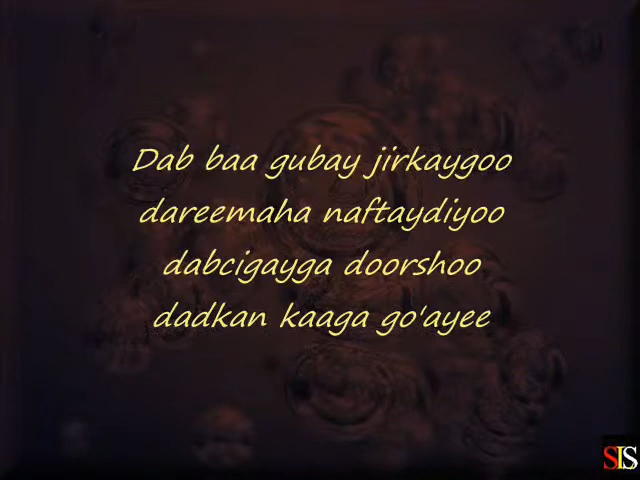 Dab baa gubay jirkaygoo
dareemaha naftaydiyoo
dabcigayga doorshoo
dadkan kaaga go'ayee
SIS